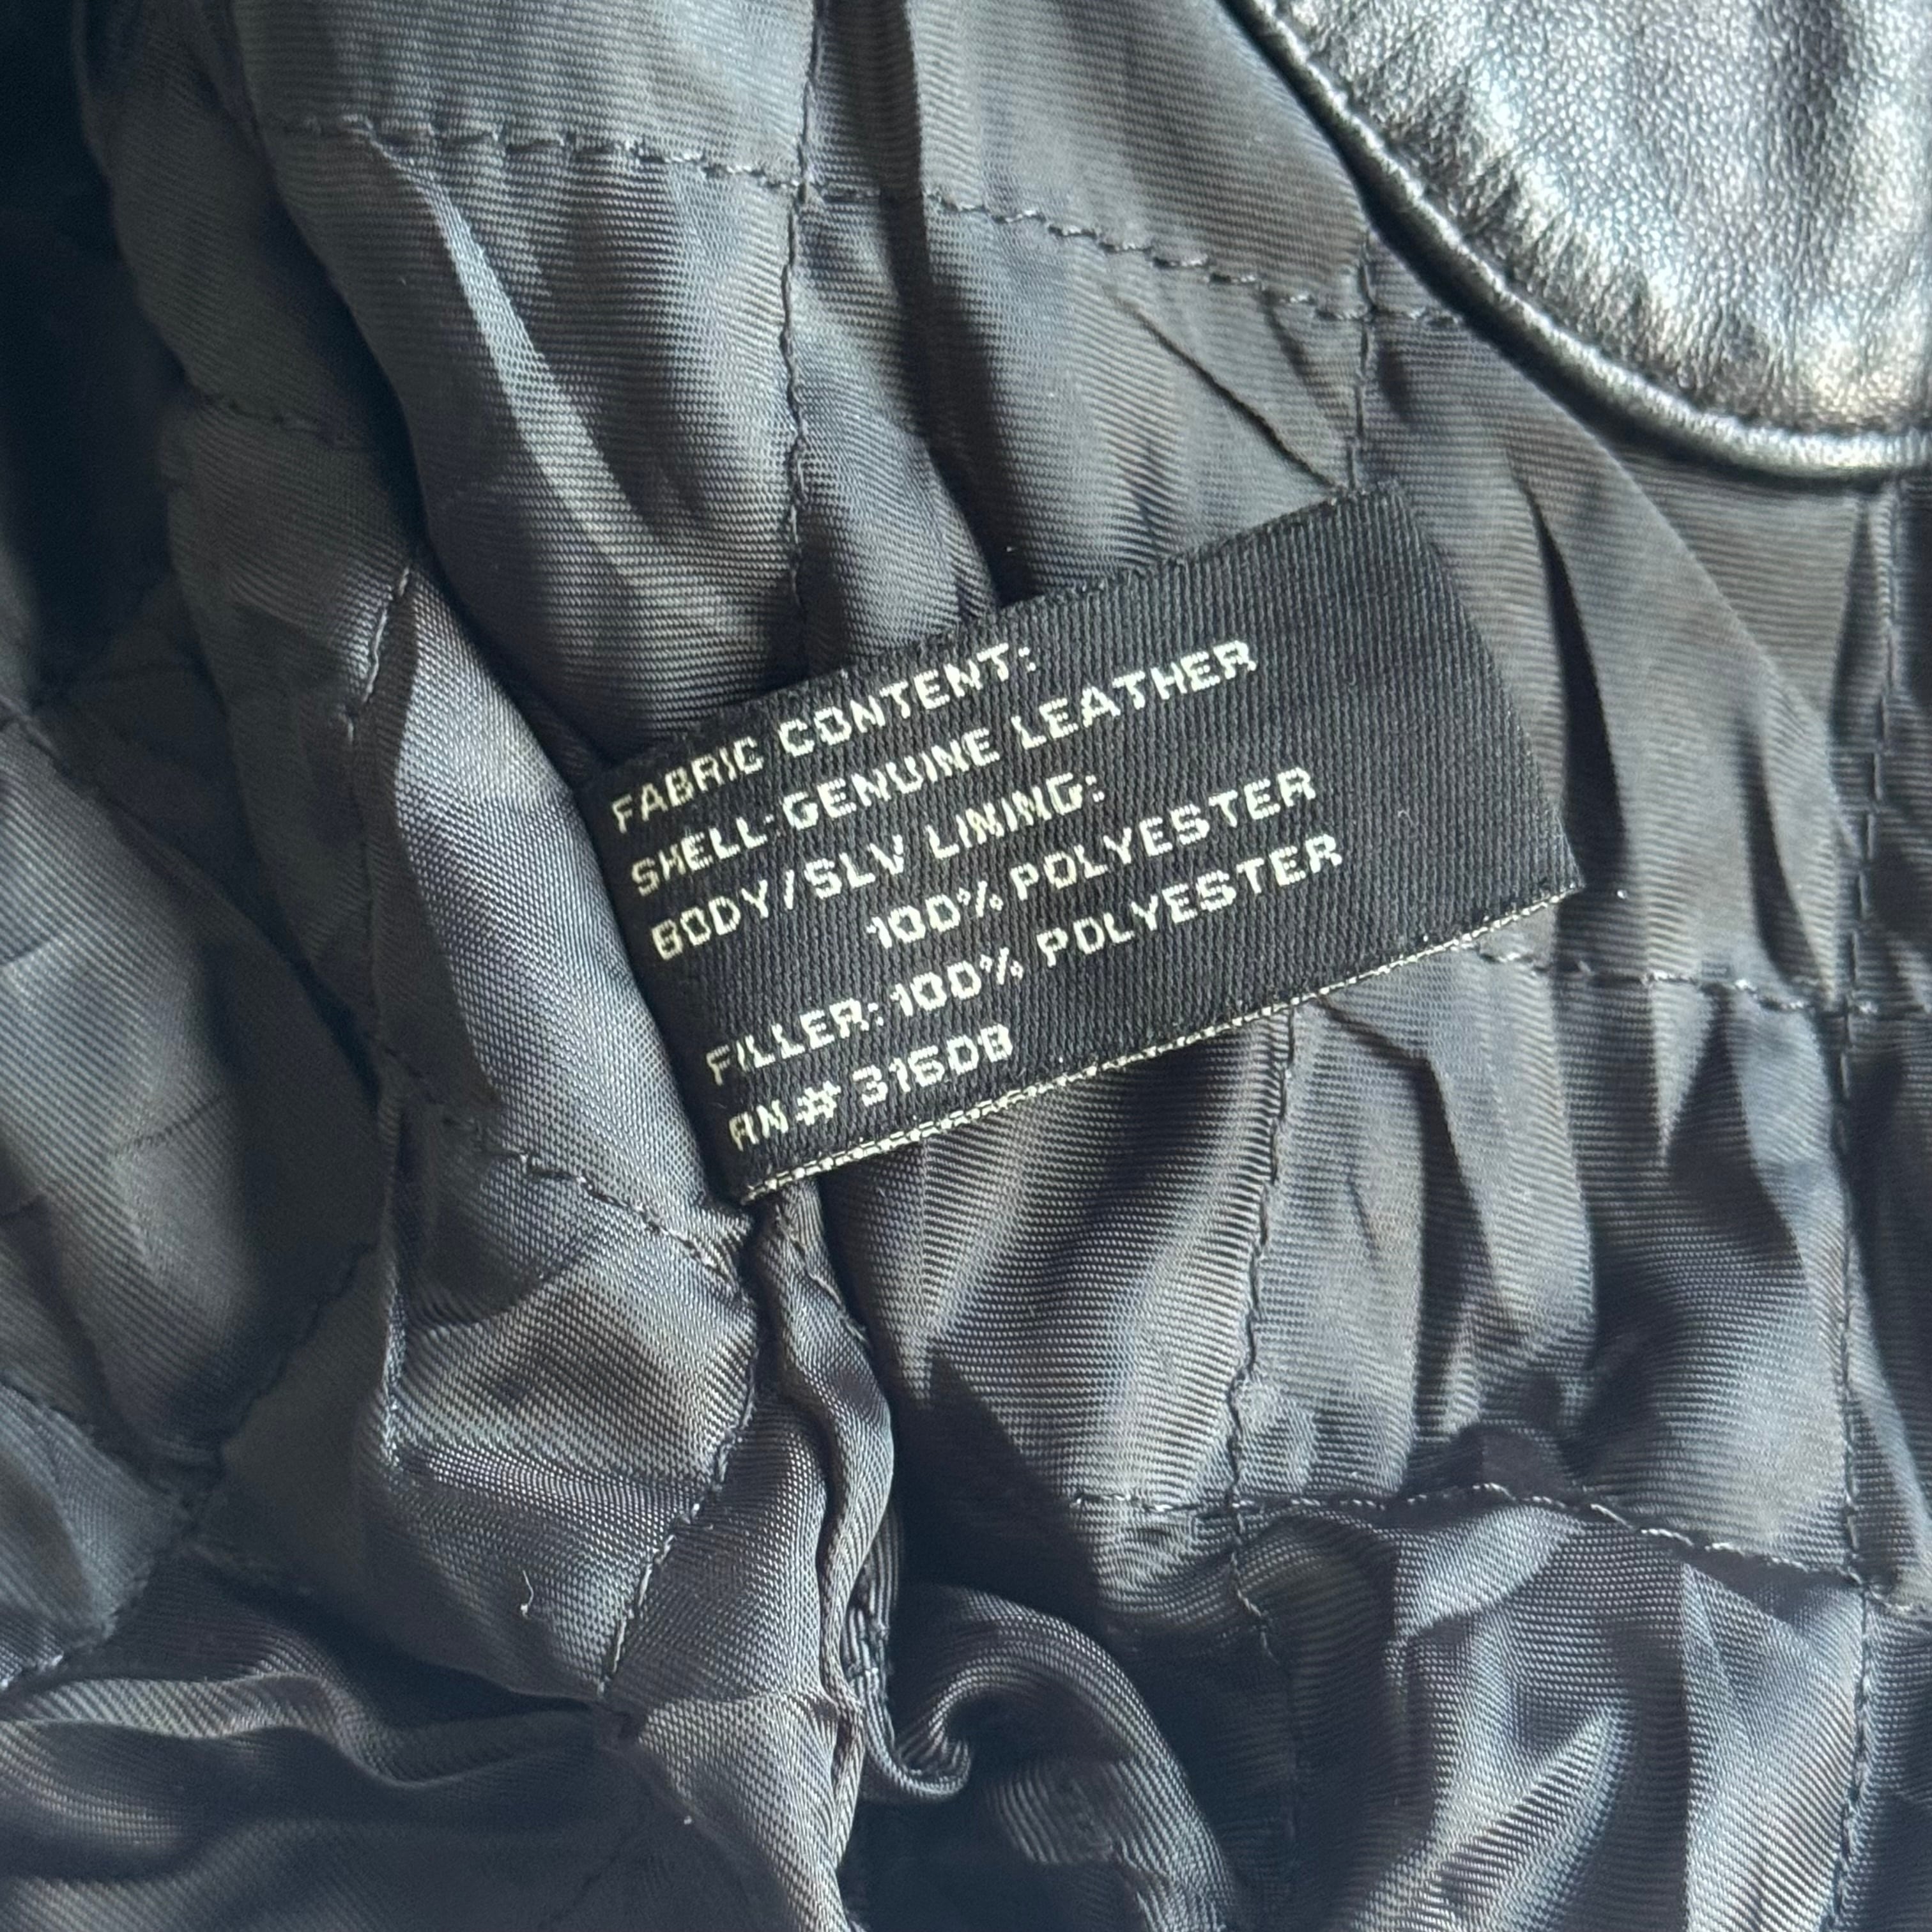 FABRIC CONTENT:
SHELL: GENUINE LEATHER
BODY/SLV LINING:
100% POLYESTER
FILLER: 100% POLYESTER
RN# 31608